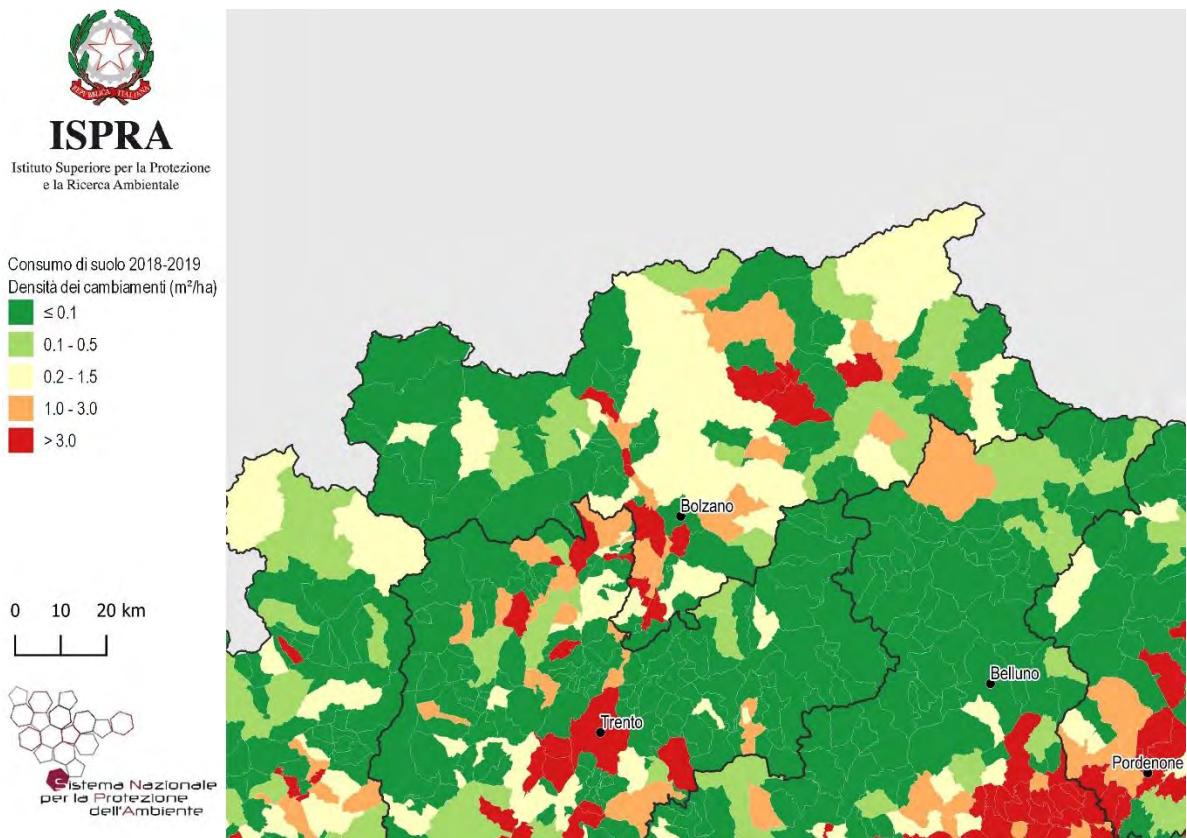 REPVBBLICA ITALIANA
ISPRA
Istituto Superiore per la Protezione
e la Ricerca Ambientale
Consumo di suolo 2018-2019
Densità dei cambiamenti (m²/ha)
≤ 0.1
0.1 - 0.5
0.2 - 1.5
1.0 - 3.0
> 3.0
0 10 20 km
Sistema Nazionale
per la Protezione
dell'Ambiente
Bolzano
Belluno
Trento
Pordenone